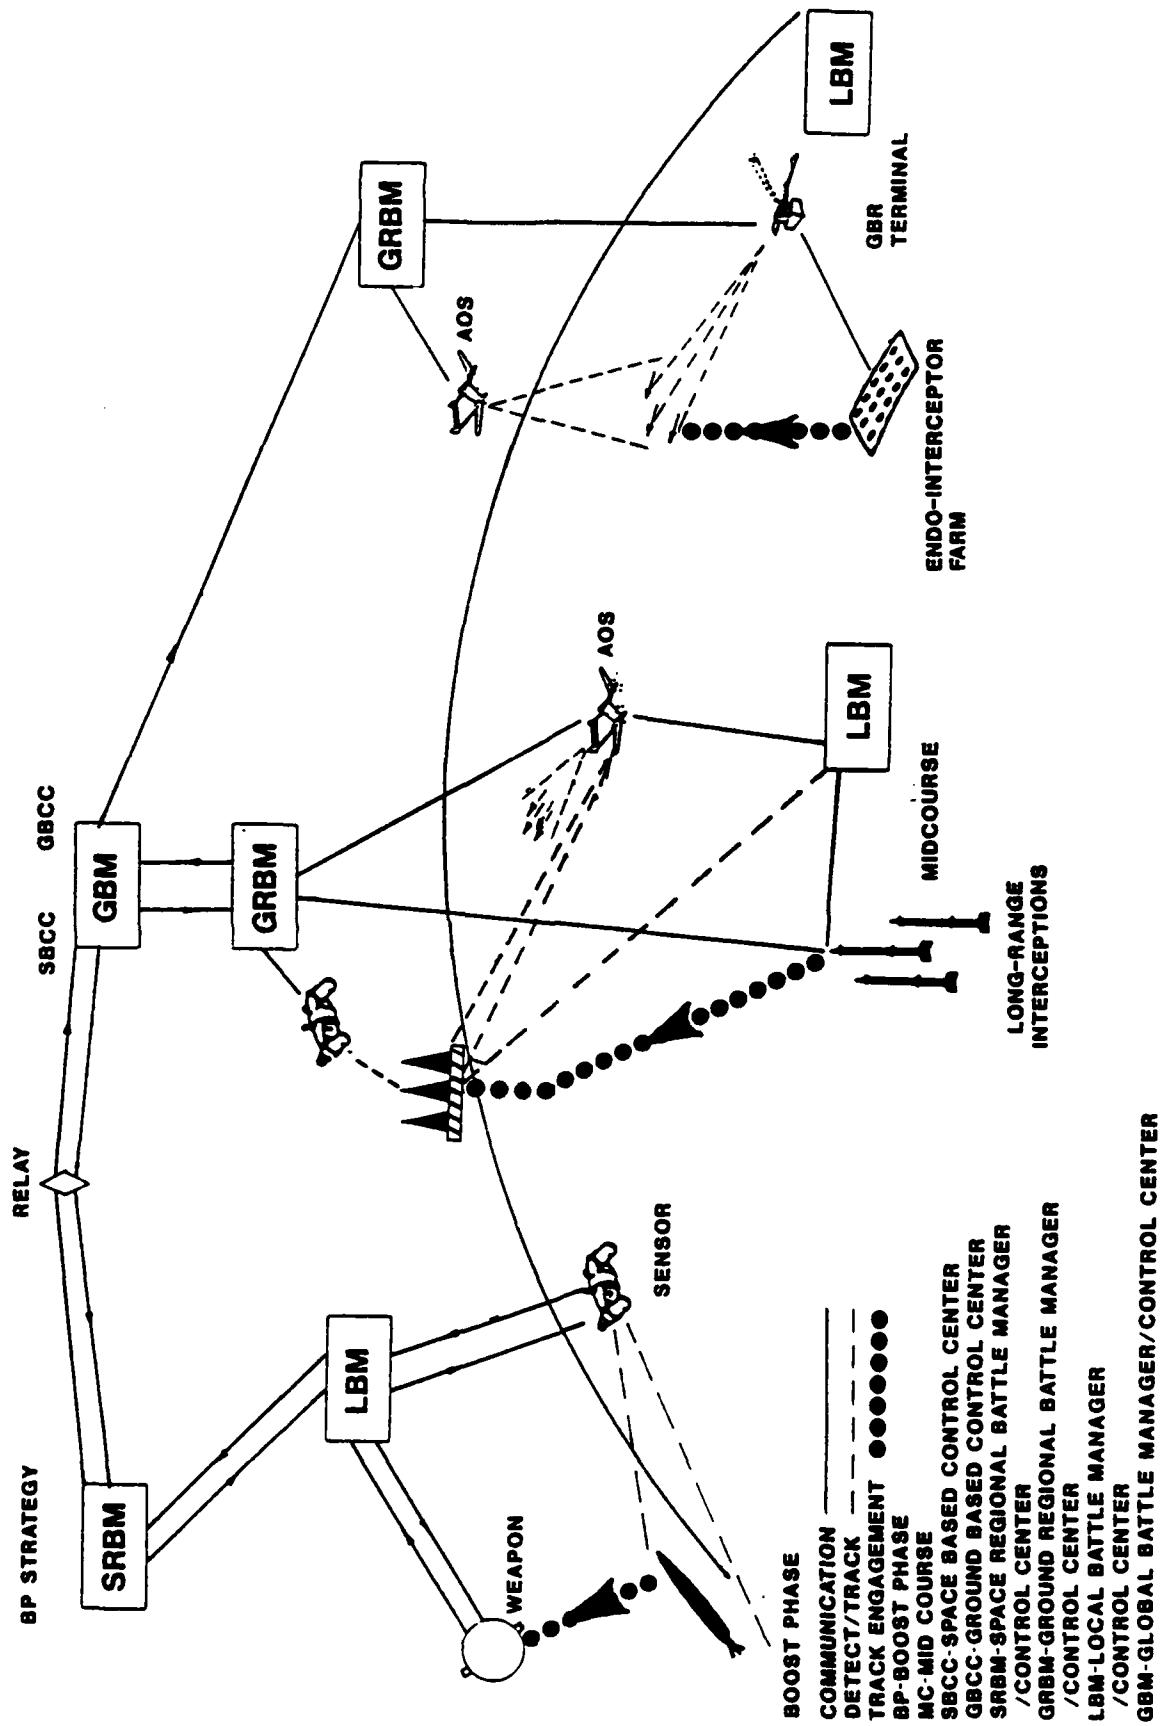 BP STRATEGY
RELAY
SBCC
GBCC
SRBM
GBM
GRBM
GRBM
LBM
WEAPON
SENSOR
AOS
AOS
LBM
LBM
MIDCOURSE
LONG-RANGE
INTERCEPTIONS
GBR
TERMINAL
ENDO-INTERCEPTOR
FARM
BOOST PHASE
COMMUNICATION
DETECT/TRACK
TRACK ENGAGEMENT
BP-BOOST PHASE
MC-MID COURSE
SBCC-SPACE BASED CONTROL CENTER
GBCC-GROUND BASED CONTROL CENTER
SRBM-SPACE REGIONAL BATTLE MANAGER
/CONTROL CENTER
GRBM-GROUND REGIONAL BATTLE MANAGER
/CONTROL CENTER
LBM-LOCAL BATTLE MANAGER
/CONTROL CENTER
GBM-GLOBAL BATTLE MANAGER/CONTROL CENTER